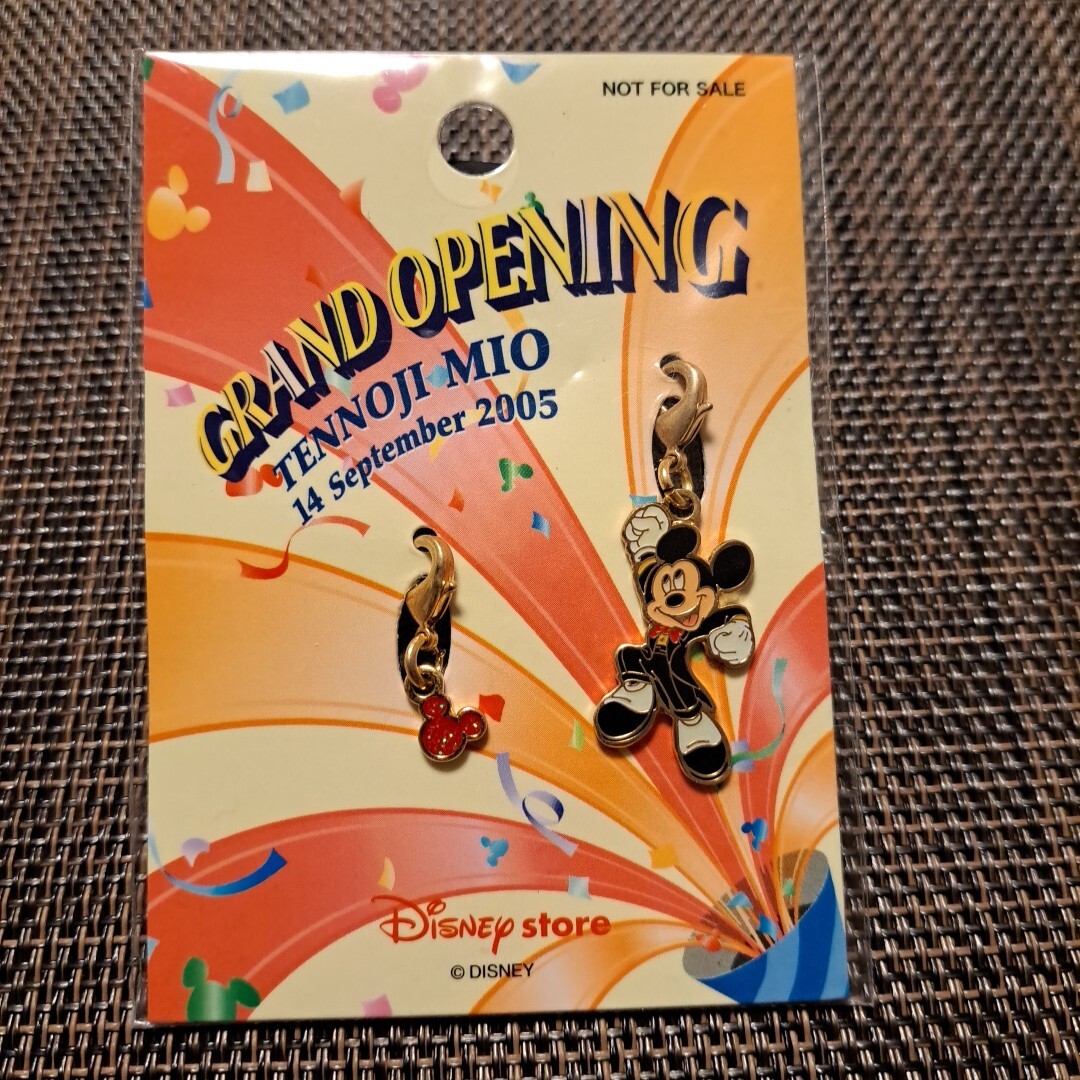 NOT FOR SALE
GRAND OPENING
TENNOJI MIO
14 September 2005
Disney store
© DISNEY